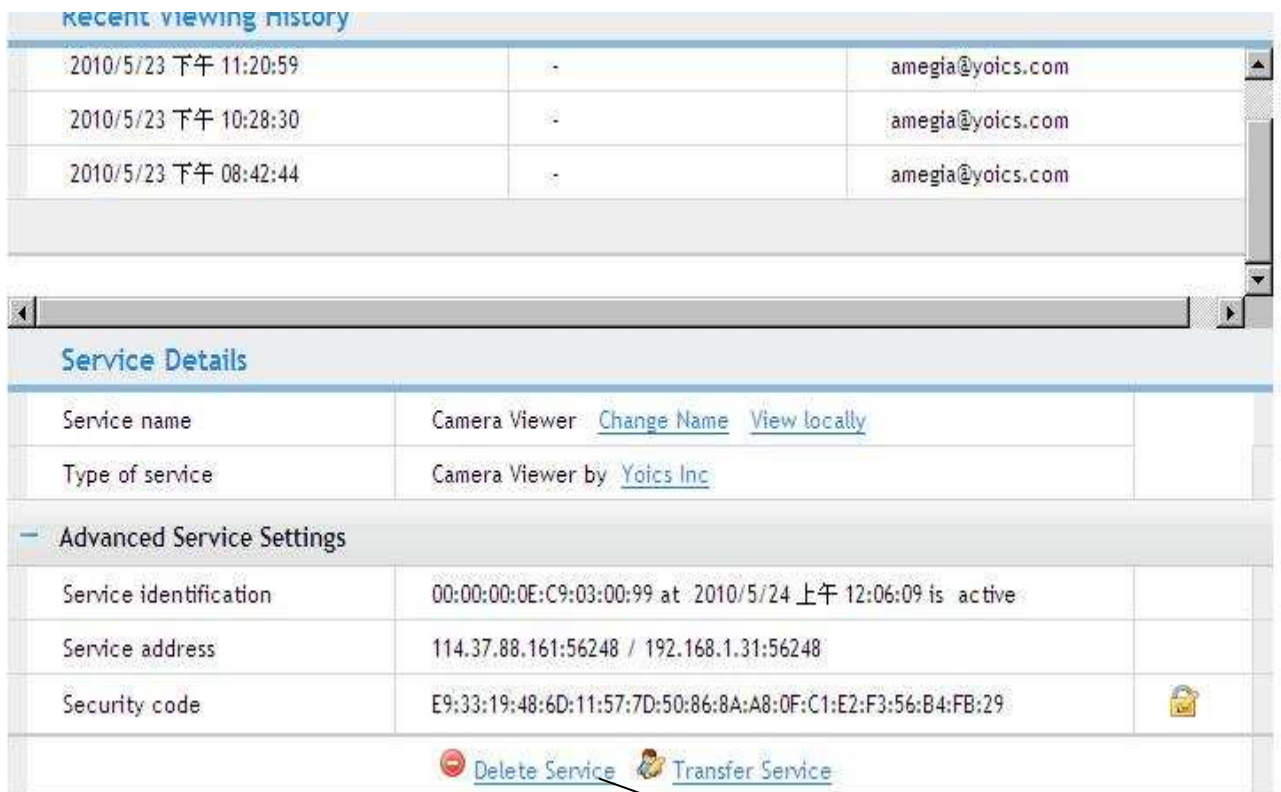 Recent Viewing History
2010/5/23 下午 11:20:59 - amegia@yoics.com
2010/5/23 下午 10:28:30 - amegia@yoics.com
2010/5/23 下午 08:42:44 - amegia@yoics.com
Service Details
Service name Camera Viewer Change Name View locally
Type of service Camera Viewer by Yoics Inc
Advanced Service Settings
Service identification 00:00:00:0E:C9:03:00:99 at 2010/5/24 上午 12:06:09 is active
Service address 114.37.88.161:56248 / 192.168.1.31:56248
Security code E9:33:19:48:6D:11:57:7D:50:86:8A:A8:0F:C1:E2:F3:56:B4:FB:29
Delete Service Transfer Service